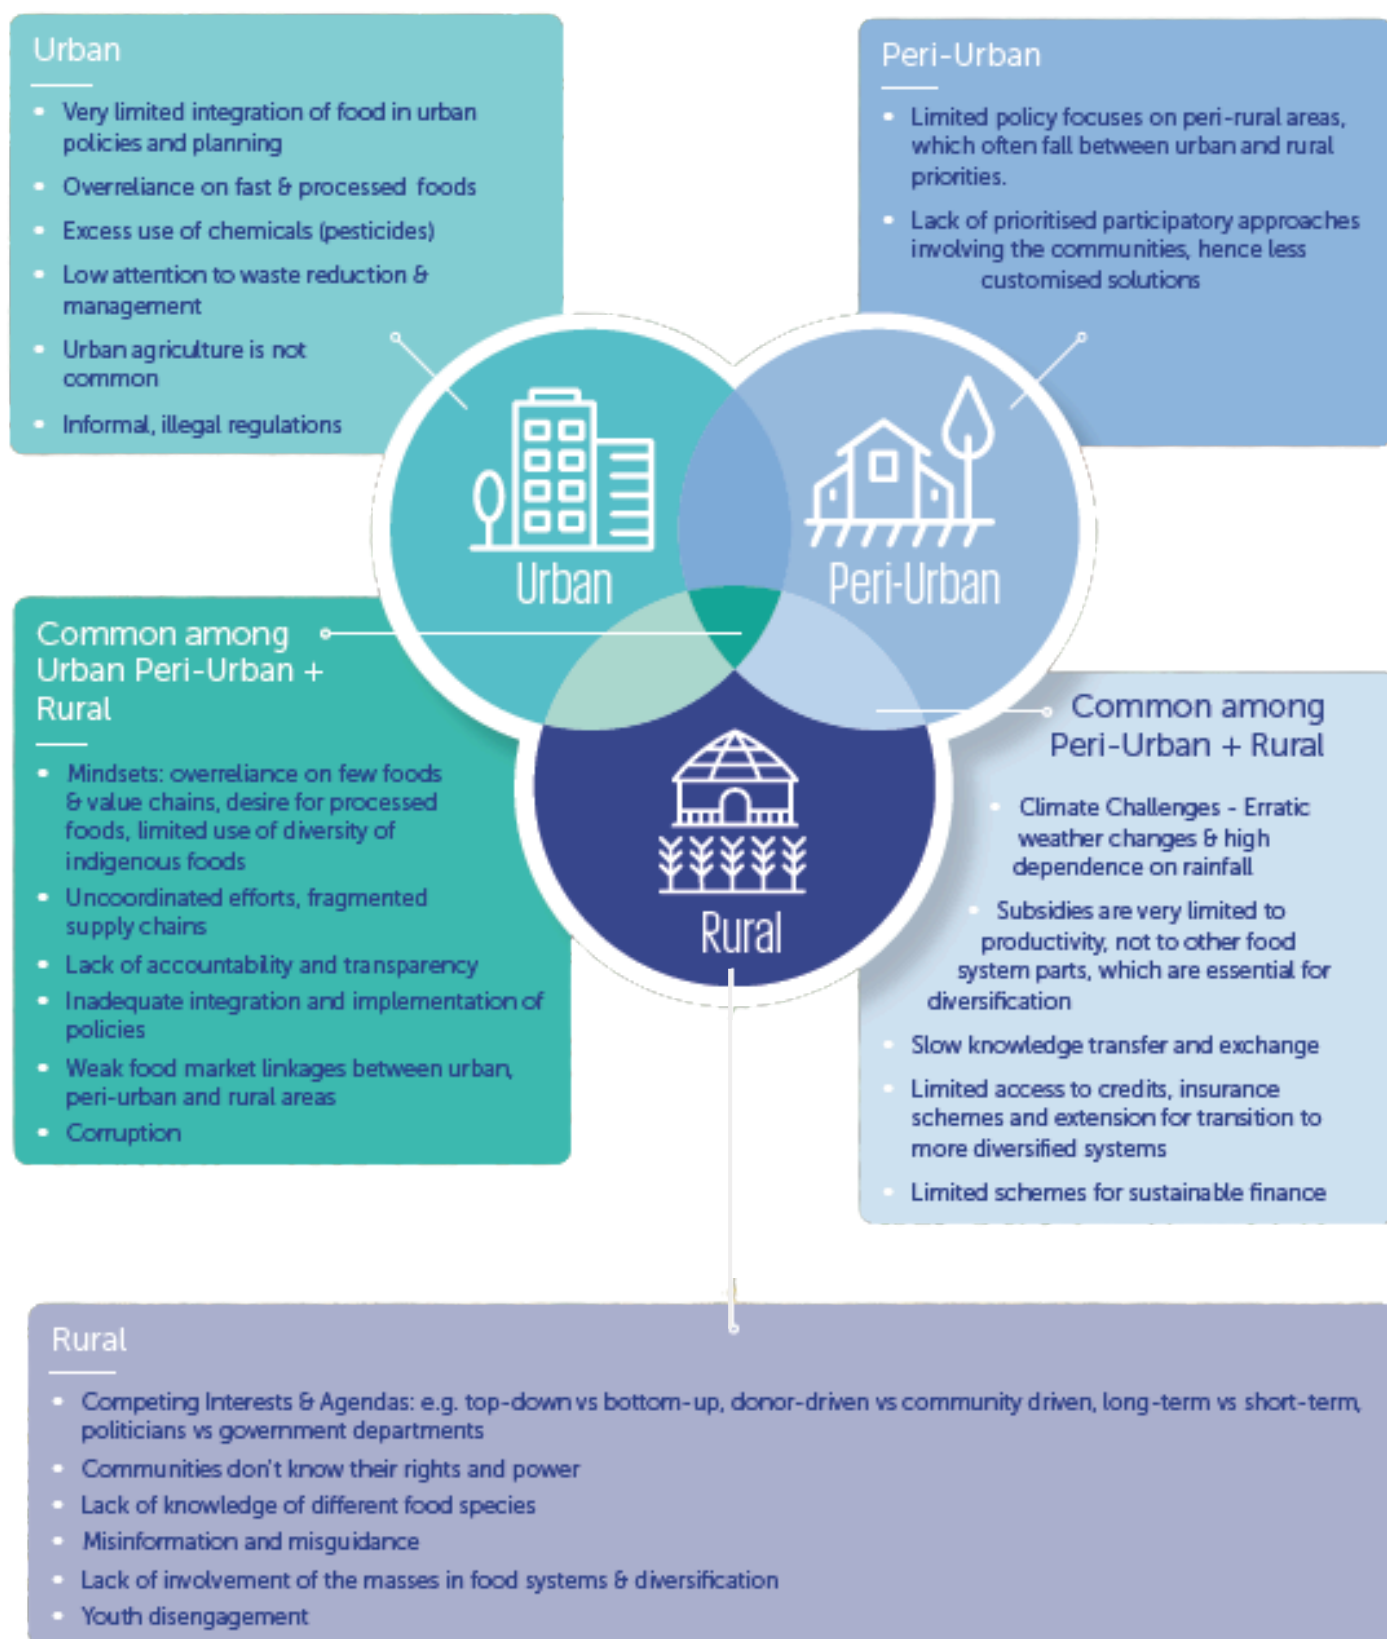 Urban
• Very limited integration of food in urban
policies and planning
• Overreliance on fast & processed foods
• Excess use of chemicals (pesticides)
• Low attention to waste reduction &
management
• Urban agriculture is not
common
• Informal, illegal regulations
Peri-Urban
• Limited policy focuses on peri-rural areas,
which often fall between urban and rural
priorities.
• Lack of prioritised participatory approaches
involving the communities, hence less
customised solutions
Urban
Peri-Urban
Rural
Common among
Urban Peri-Urban +
Rural
• Mindsets: overreliance on few foods
& value chains, desire for processed
foods, limited use of diversity of
indigenous foods
• Uncoordinated efforts, fragmented
supply chains
• Lack of accountability and transparency
• Inadequate integration and implementation of
policies
• Weak food market linkages between urban,
peri-urban and rural areas
• Corruption
Common among
Peri-Urban + Rural
• Climate Challenges - Erratic
weather changes & high
dependence on rainfall
• Subsidies are very limited to
productivity, not to other food
system parts, which are essential for
diversification
• Slow knowledge transfer and exchange
• Limited access to credits, insurance
schemes and extension for transition to
more diversified systems
• Limited schemes for sustainable finance
Rural
• Competing Interests & Agendas: e.g. top-down vs bottom-up, donor-driven vs community driven, long-term vs short-term,
politicians vs government departments
• Communities don't know their rights and power
• Lack of knowledge of different food species
• Misinformation and misguidance
• Lack of involvement of the masses in food systems & diversification
• Youth disengagement